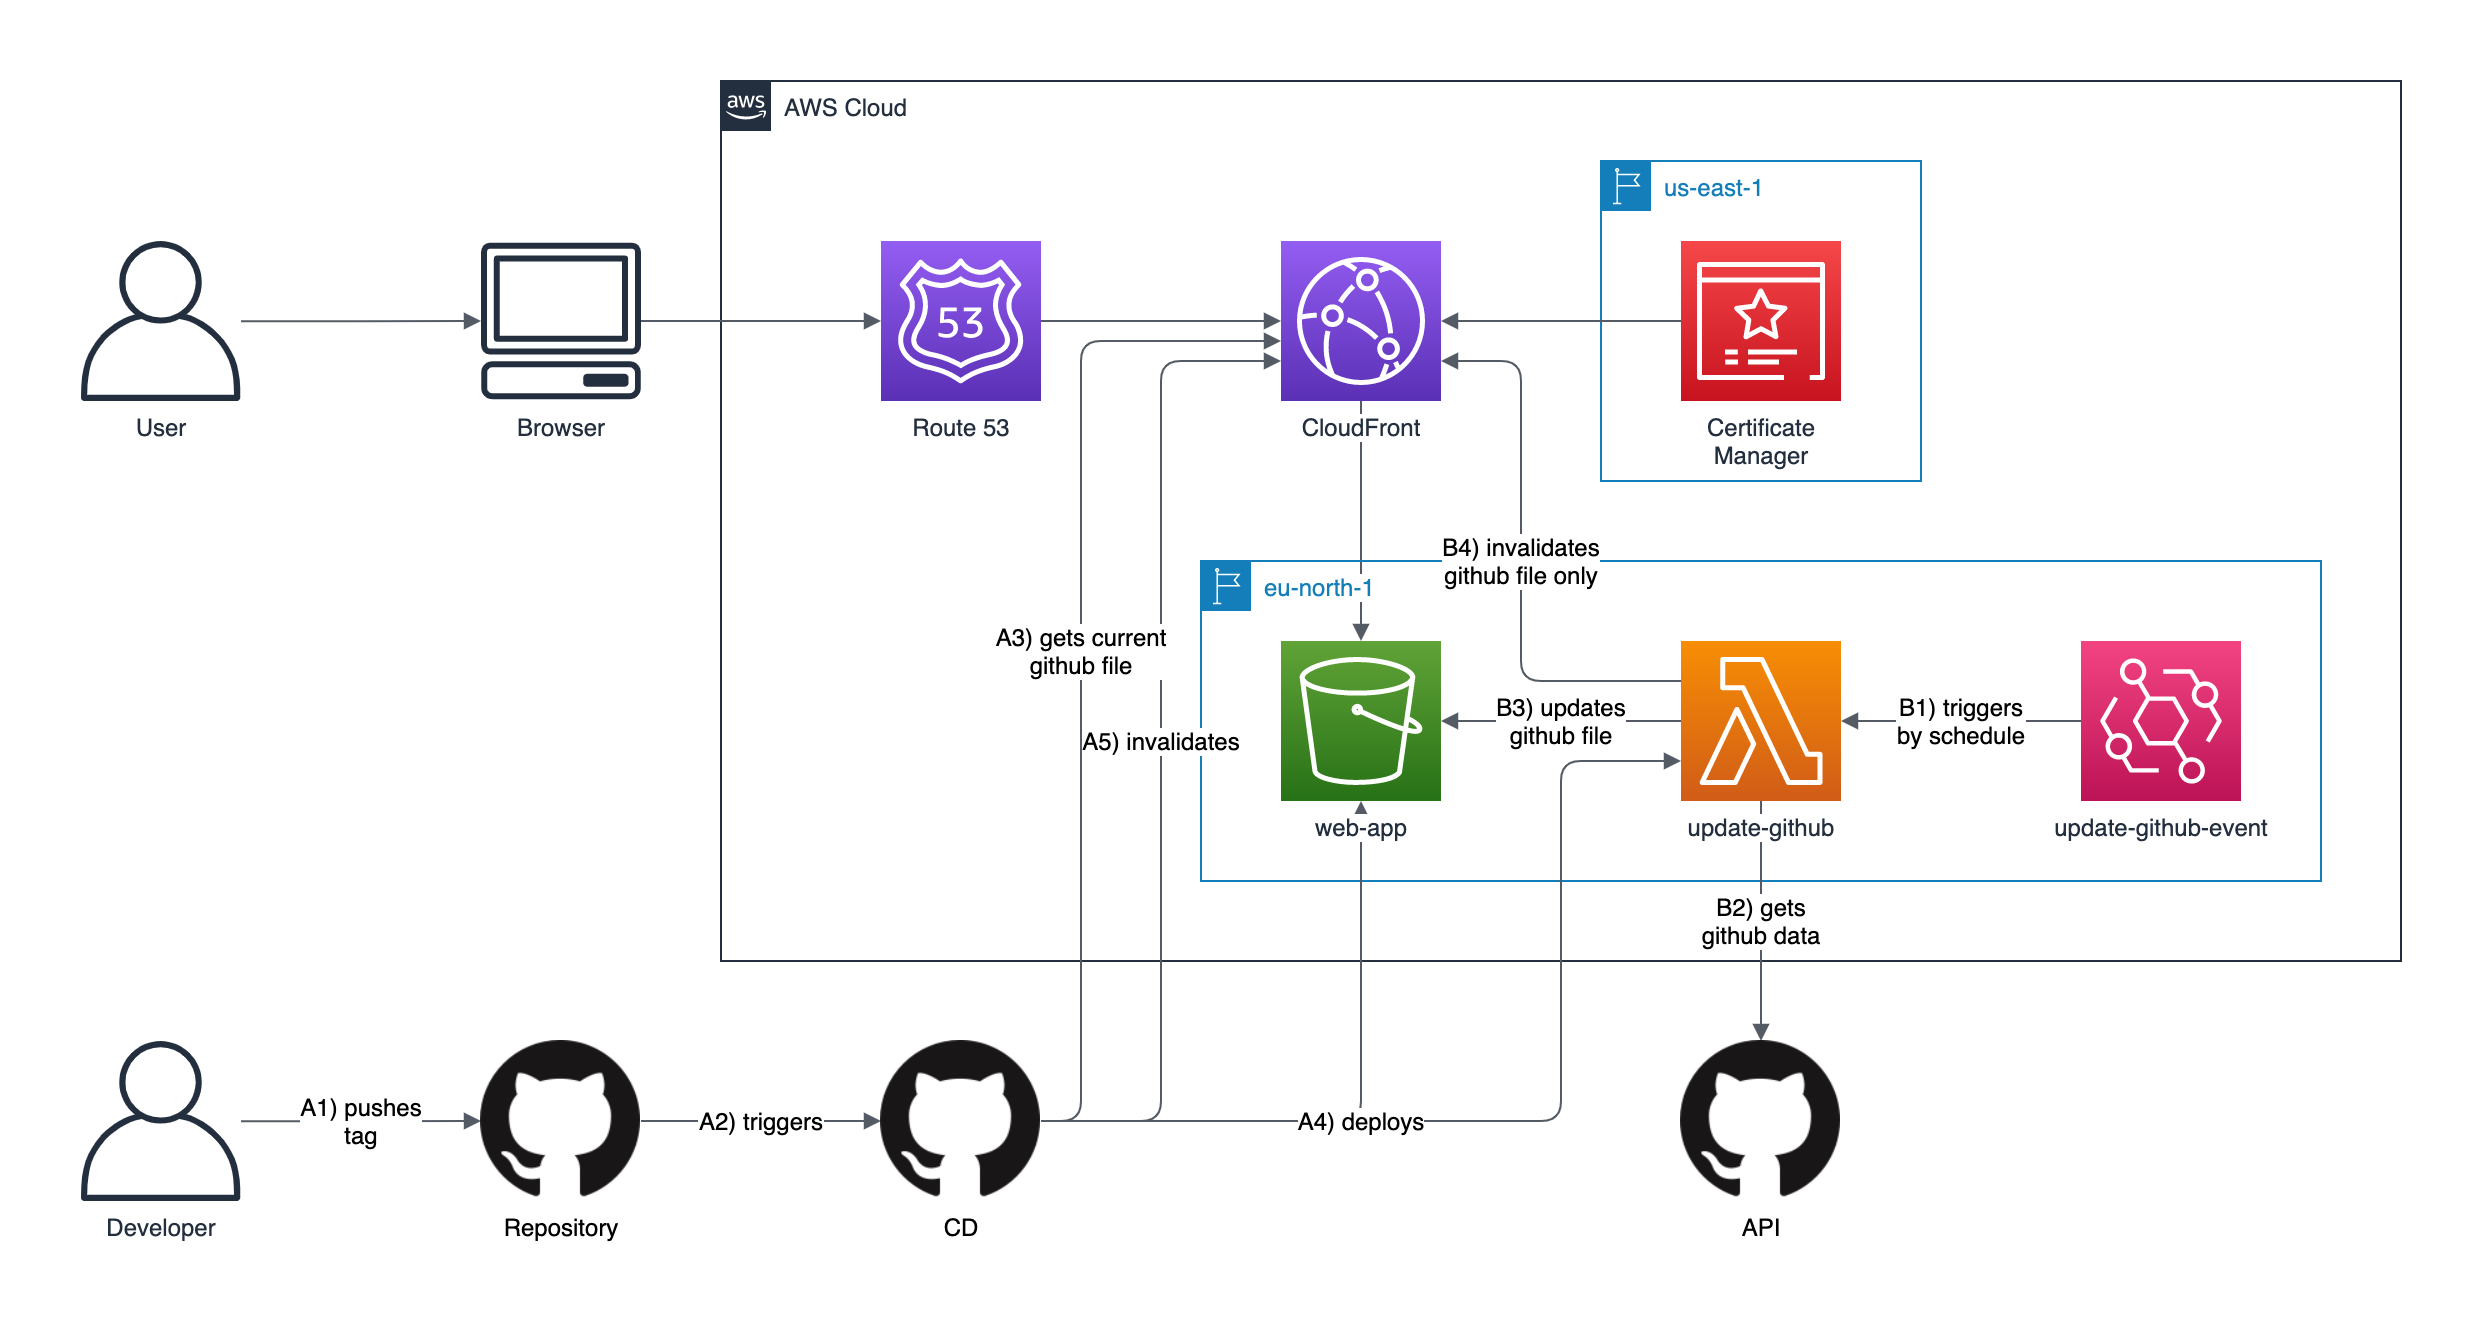 aws
AWS Cloud
us-east-1
53
User
Browser
Route 53
CloudFront
Certificate
Manager
B4) invalidates
github file only
eu-north-1
A3) gets current
github file
A5) invalidates
B3) updates
github file
B1) triggers
by schedule
web-app
update-github
update-github-event
B2) gets
github data
A1) pushes
tag
A2) triggers
A4) deploys
Developer
Repository
CD
API